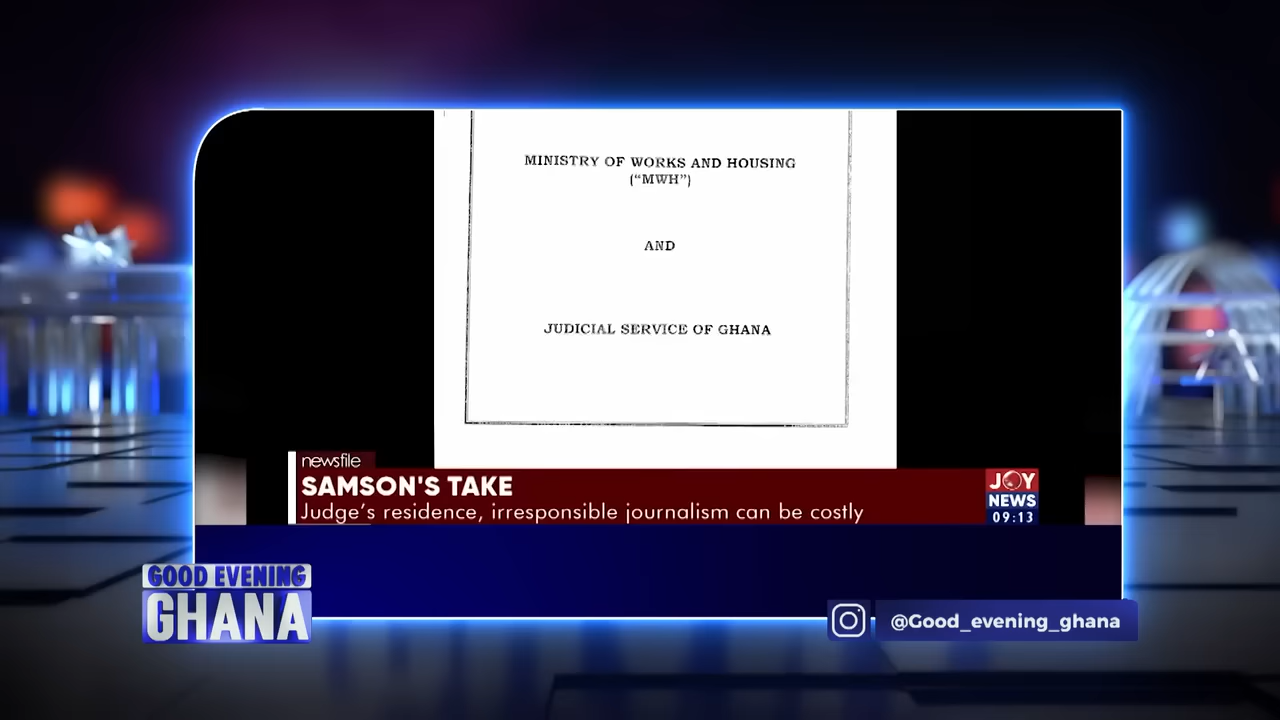 MINISTRY OF WORKS AND HOUSING
("MWH")
AND
JUDICIAL SERVICE OF GHANA
newsfile
SAMSON'S TAKE
Judge's residence, irresponsible journalism can be costly
JOY
NEWS
09:13
GOOD EVENING
GHANA
@Good_evening_ghana